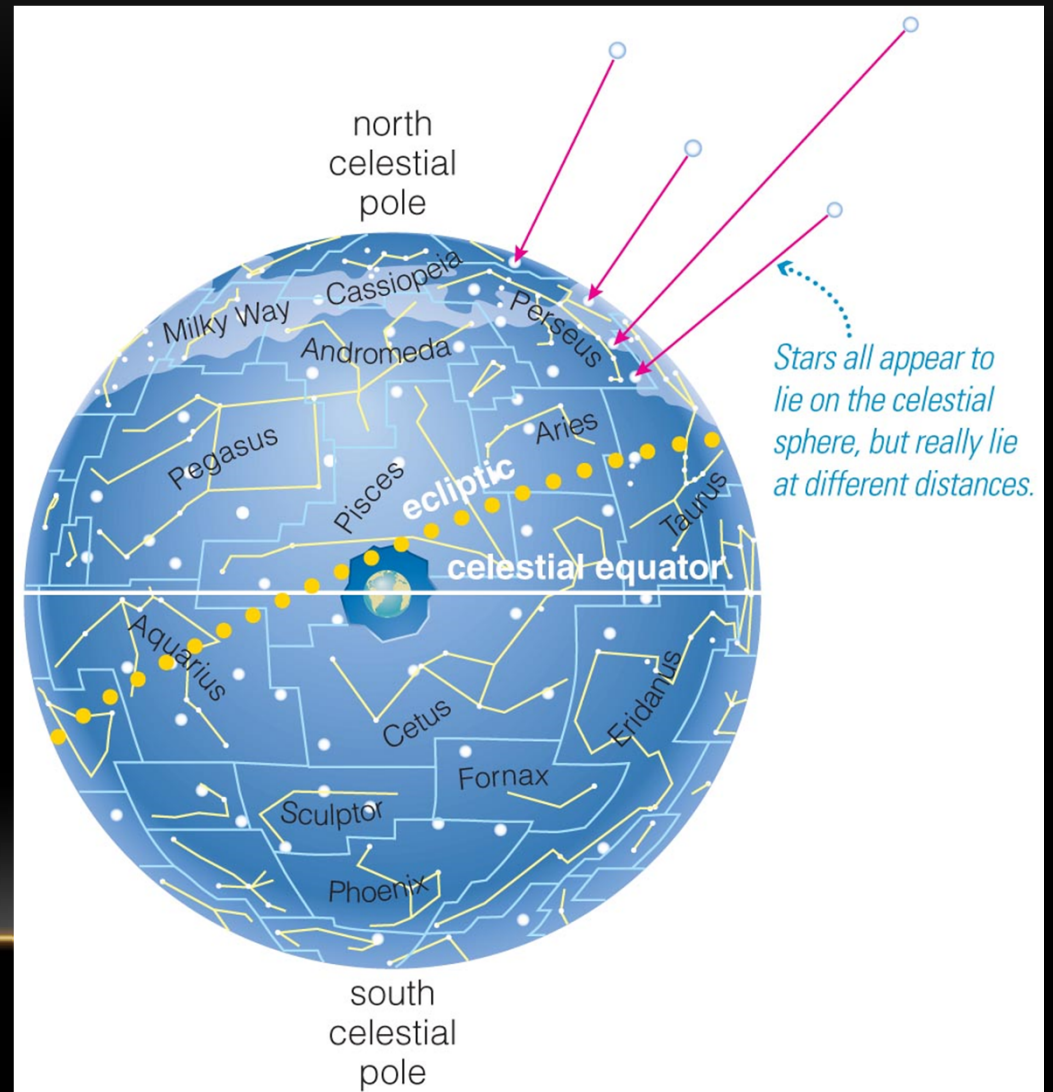 north
celestial
pole
Cassiopeia
Milky Way
Perseus
Andromeda
Stars all appear to
lie on the celestial
sphere, but really lie
at different distances.
Aries
Pegasus
ecliptic
Pisces
Taurus
celestial equator
Aquarius
Eridanus
Cetus
Fornax
Sculptor
Phoenix
south
celestial
pole